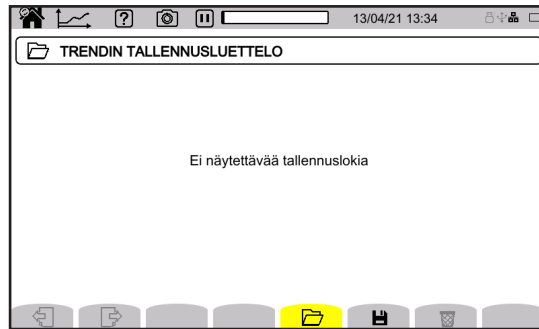 13/04/21 13:34
TRENDIN TALLENNUSLUETTELO
Ei näytettävää tallennuslokia